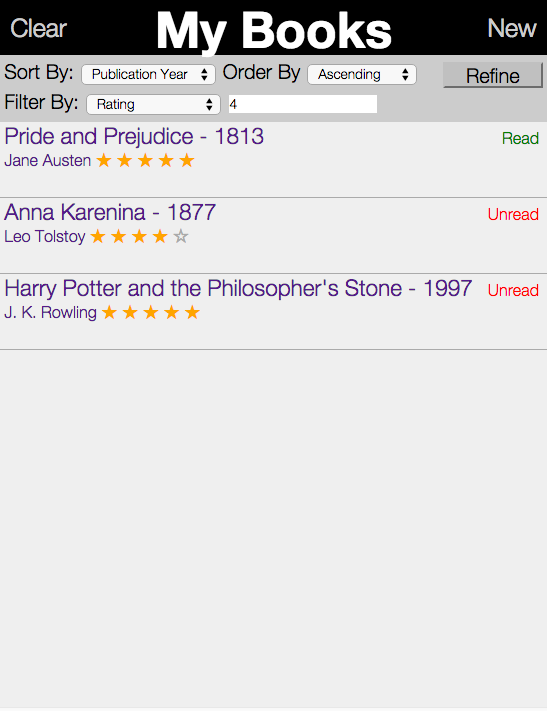 Clear My Books New
Sort By: Publication Year Order By Ascending Refine
Filter By: Rating 4
Pride and Prejudice - 1813 Read
Jane Austen ★★★★★
Anna Karenina - 1877 Unread
Leo Tolstoy ★★★★☆
Harry Potter and the Philosopher's Stone - 1997 Unread
J. K. Rowling ★★★★★